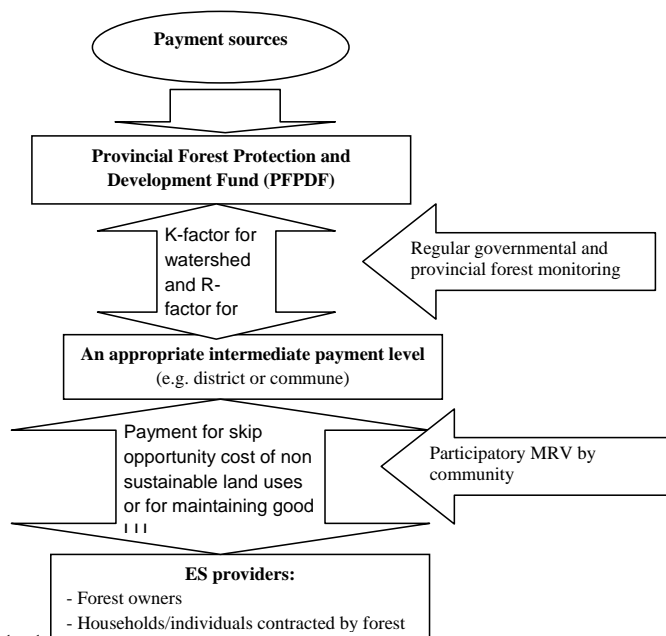 Payment sources
Provincial Forest Protection and
Development Fund (PFPDF)
K-factor for
watershed
and R-
factor for
Regular governmental and
provincial forest monitoring
An appropriate intermediate payment level
(e.g. district or commune)
Payment for skip
opportunity cost of non
sustainable land uses
or for maintaining good
Participatory MRV by
community
ES providers:
- Forest owners
- Households/individuals contracted by forest